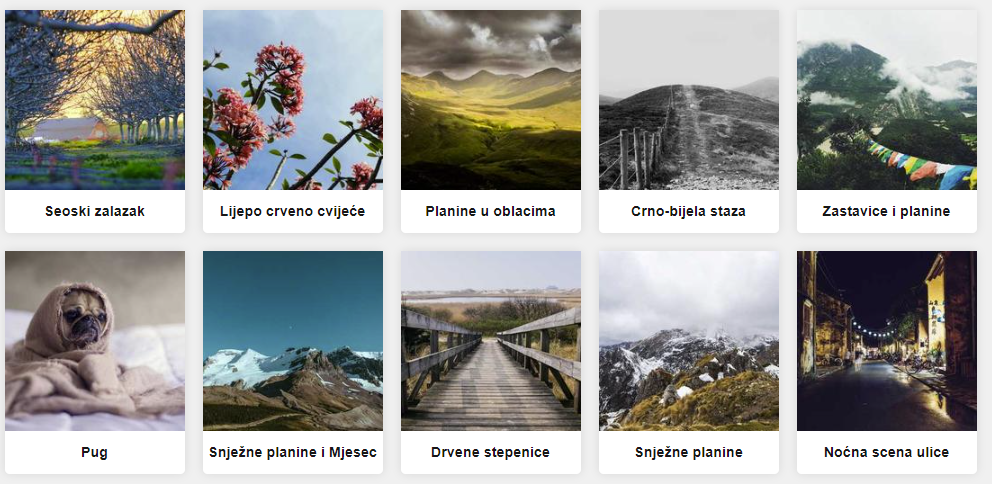 Seoski zalazak
Lijepo crveno cvijeće
Planine u oblacima
Crno-bijela staza
Zastavice i planine
Pug
Snježne planine i Mjesec
Drvene stepenice
Snježne planine
Noćna scena ulice